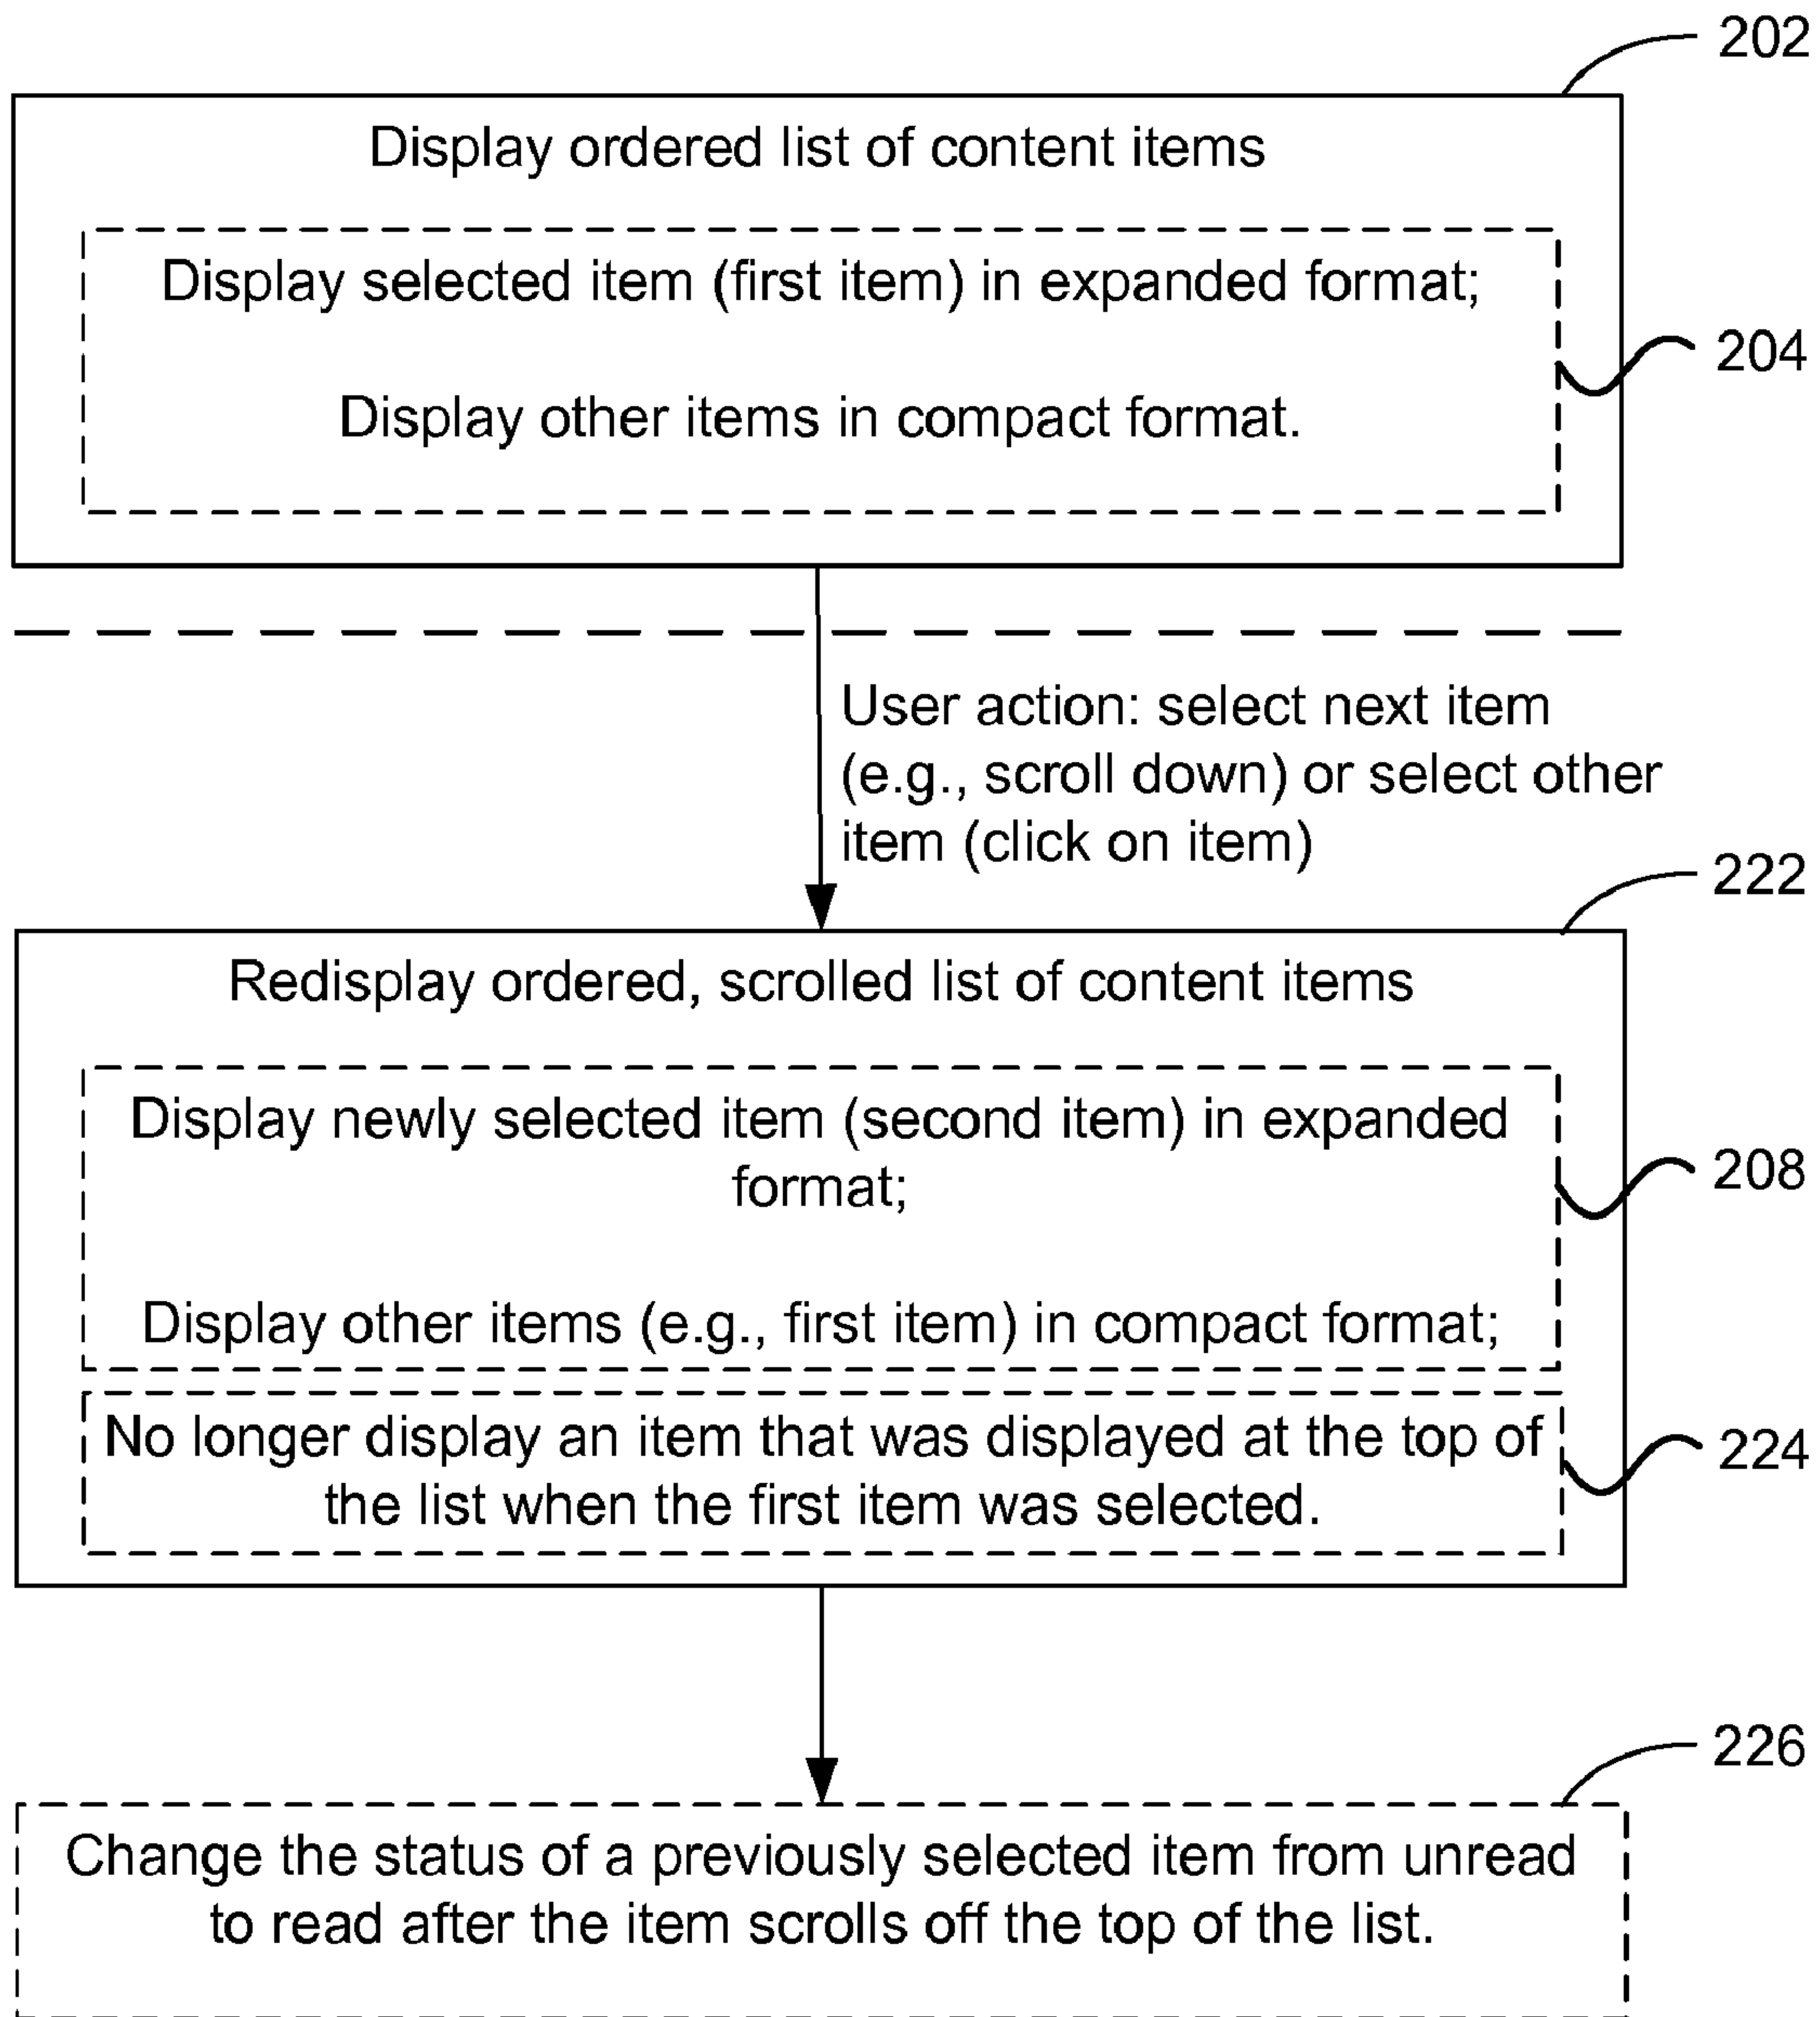 202
Display ordered list of content items
Display selected item (first item) in expanded format;
204
Display other items in compact format.
User action: select next item
(e.g., scroll down) or select other
item (click on item)
222
Redisplay ordered, scrolled list of content items
Display newly selected item (second item) in expanded
format;
208
Display other items (e.g., first item) in compact format;
No longer display an item that was displayed at the top of
224
the list when the first item was selected.
226
Change the status of a previously selected item from unread
to read after the item scrolls off the top of the list.